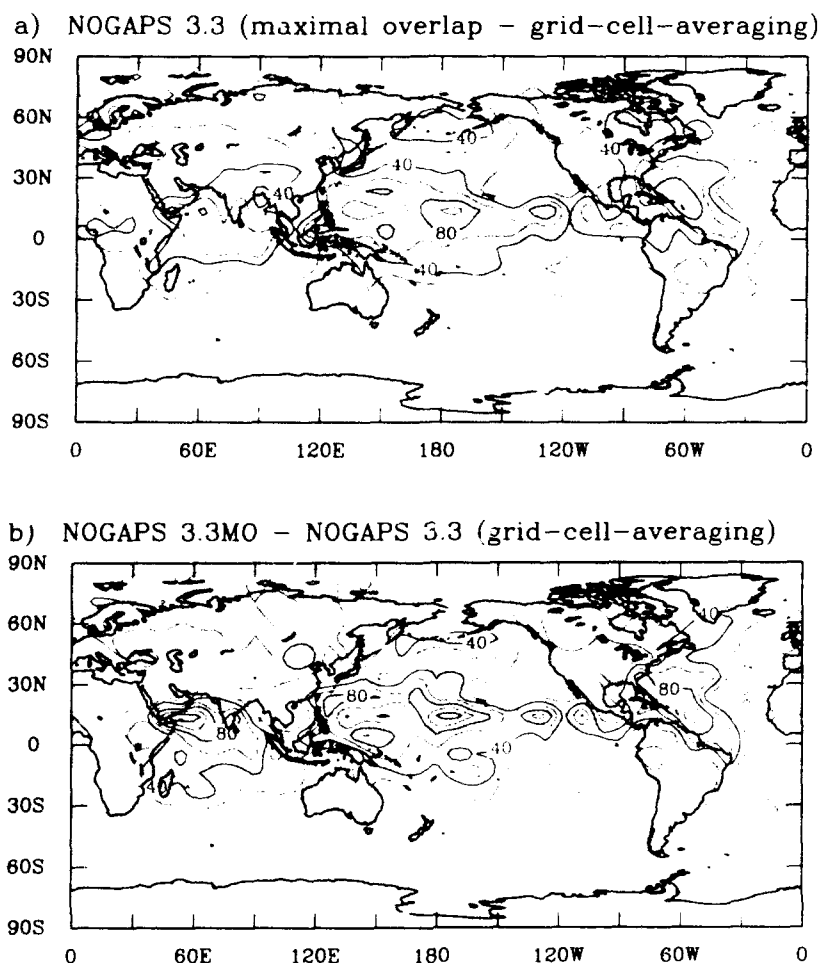 a) NOGAPS 3.3 (maximal overlap – grid–cell–averaging)
90N
60N
30N
0
30S
60S
90S
40
40
40
40
80
40
0 60E 120E 180 120W 60W 0
b) NOGAPS 3.3MO – NOGAPS 3.3 (grid–cell–averaging)
90N
60N
30N
0
30S
60S
90S
40
40
80
80
80
40
40
0 60E 120E 180 120W 60W 0